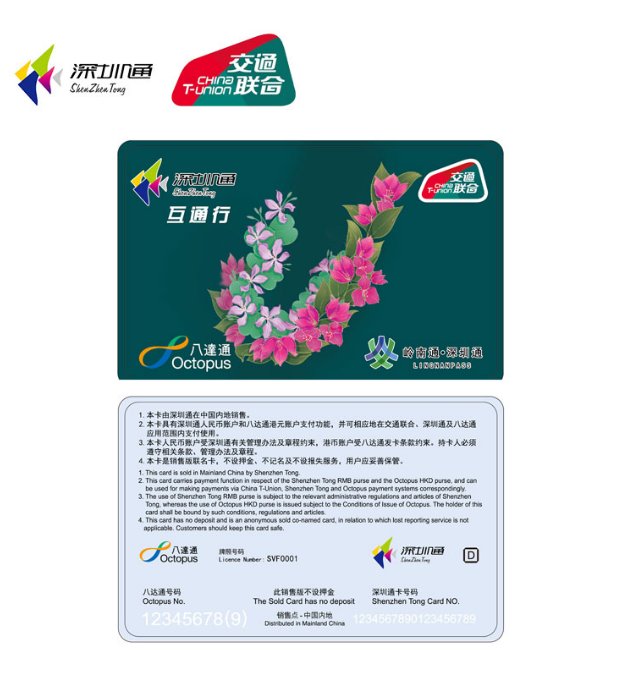 深圳通
ShenZhen Tong
交通
CHINA
T-UNION 联合
深圳通
ShenZhen Tong
互通行
交通
CHINA
T-UNION 联合
八達通
Octopus
岭南通·深圳通
LINGNANPASS
1. 本卡由深圳通在中国内地销售。
2. 本卡具有深圳通人民币账户和八达通港元账户支付功能，并可相应地在交通联合、深圳通及八达通
应用范围内支付使用。
3. 本卡人民币账户受深圳通有关管理办法及章程约束，港币账户受八达通发卡条款约束。持卡人必须
遵守相关条款、管理办法及章程。
4. 本卡是销售版联名卡，不设押金、不记名及不设报失服务，用户应妥善保管。
1. This card is sold in Mainland China by Shenzhen Tong.
2. This card carries payment function in respect of the Shenzhen Tong RMB purse and the Octopus HKD purse, and can
be used for making payments via China T-Union, Shenzhen Tong and Octopus payment systems correspondingly.
3. The use of Shenzhen Tong RMB purse is subject to the relevant administrative regulations and articles of Shenzhen
Tong, whereas the use of Octopus HKD purse is issued subject to the Conditions of Issue of Octopus. The holder of this
card shall be bound by such conditions, regulations and articles.
4. This card has no deposit and is an anonymous sold co-named card, in relation to which lost reporting service is not
applicable. Customers should keep this card safe.
八達通
Octopus
牌照号码
Licence Number: SVF0001
深圳通
ShenZhen Tong
D
八达通号码
Octopus No.
此销售版不设押金
The Sold Card has no deposit
深圳通卡号码
Shenzhen Tong Card NO.
12345678(9)
销售点 - 中国内地
Distributed in Mainland China
1234567890123456789